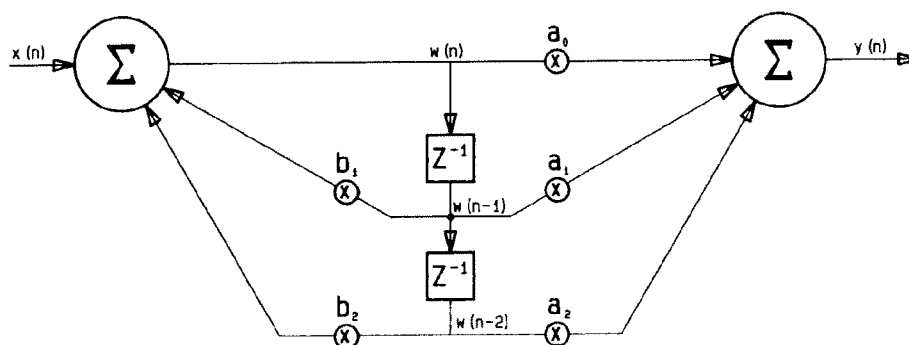 a₀
x (n)
Σ
w (n)
X
Σ
y (n)
Z⁻¹
b₁
a₁
X
X
w (n-1)
Z⁻¹
b₂
a₂
X
w (n-2)
X